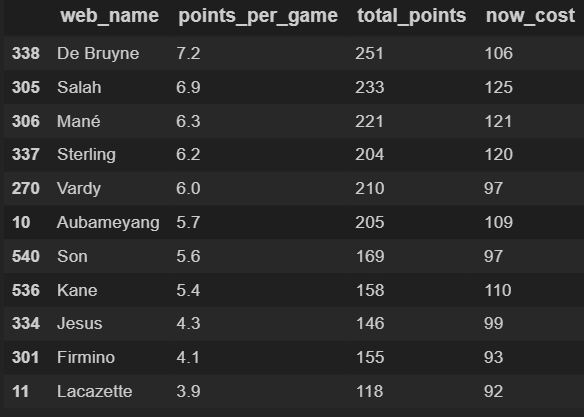 web_name points_per_game total_points now_cost
338 De Bruyne 7.2 251 106
305 Salah 6.9 233 125
306 Mané 6.3 221 121
337 Sterling 6.2 204 120
270 Vardy 6.0 210 97
10 Aubameyang 5.7 205 109
540 Son 5.6 169 97
536 Kane 5.4 158 110
334 Jesus 4.3 146 99
301 Firmino 4.1 155 93
11 Lacazette 3.9 118 92